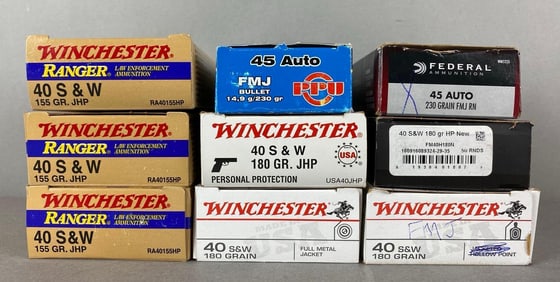 WINCHESTER
RANGER LAW ENFORCEMENT AMMUNITION
40 S & W
155 GR. JHP
RA40155HP
WINCHESTER
RANGER LAW ENFORCEMENT AMMUNITION
40 S & W
155 GR. JHP
RA40155HP
WINCHESTER
RANGER LAW ENFORCEMENT AMMUNITION
40 S&W
155 GR. JHP
RA40155HP
45 Auto
FMJ
BULLET
14,9 g/230 gr
PPU
WINCHESTER
40 S&W
180 GR. JHP
USA
PERSONAL PROTECTION
USA40JHP
WINCHESTER
40 S&W
180 GRAIN
FULL METAL
JACKET
FEDERAL
AMMUNITION
X
45 AUTO
230 GRAIN FMJ RN
40 S&W 180 gr HP New...
FM40H180N
50 RNDS
WINCHESTER
FMJ
40 S&W
180 GRAIN
HOLLOW POINT